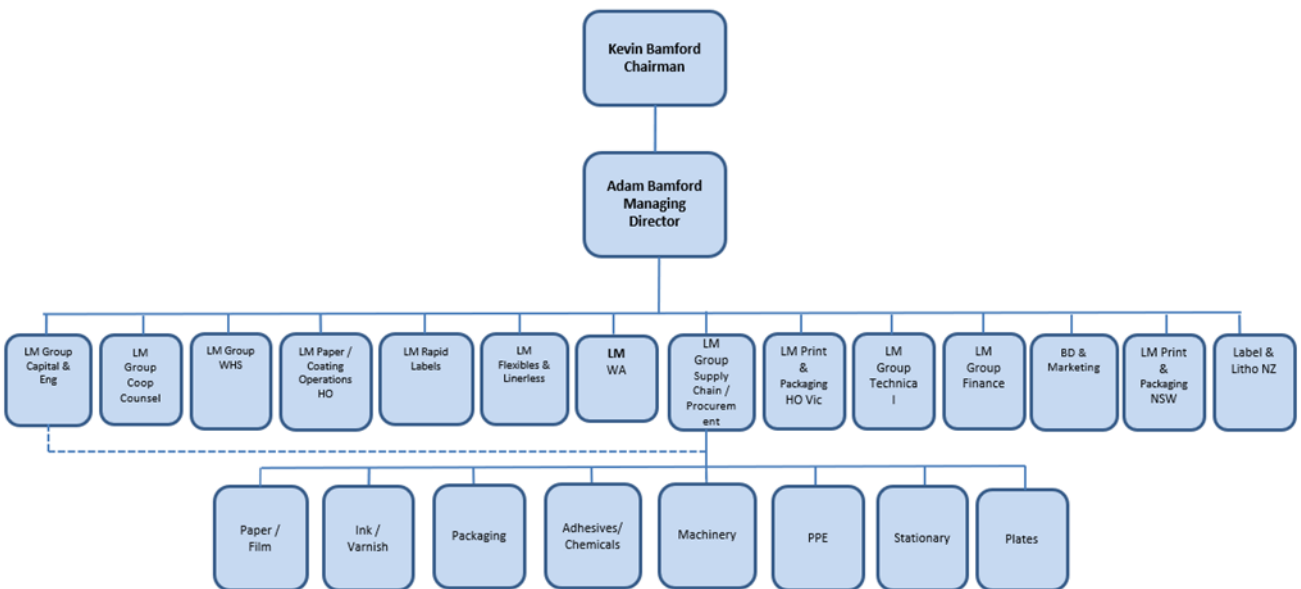 Kevin Bamford
Chairman
Adam Bamford
Managing
Director
LM Group
Capital &
Eng
LM
Group
Coop
Counsel
LM Group
WHS
LM Paper /
Coating
Operations
HO
LM Rapid
Labels
LM
Flexibles &
Linerless
LM
WA
LM
Group
Supply
Chain /
Procurem
ent
LM Print
&
Packaging
HO Vic
LM
Group
Technica
l
LM
Group
Finance
BD &
Marketing
LM Print
&
Packaging
NSW
Label &
Litho NZ
Paper /
Film
Ink /
Varnish
Packaging
Adhesives/
Chemicals
Machinery
PPE
Stationary
Plates